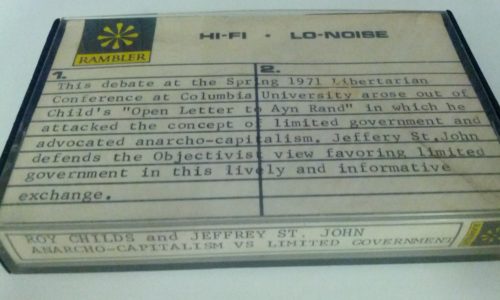 RAMBLER
HI-FI · LO-NOISE
1.
2.
This debate at the Spring 1971 Libertarian
Conference at Columbia University arose out of
Child's "Open Letter to Ayn Rand" in which he
attacked the concept of limited government and
advocated anarcho-capitalism. Jeffery St.John
defends the Objectivist view favoring limited
government in this lively and informative
exchange.
ROY CHILDS and JEFFREY ST. JOHN
ANARCHO-CAPITALISM VS LIMITED GOVERNMENT
RAMBLER